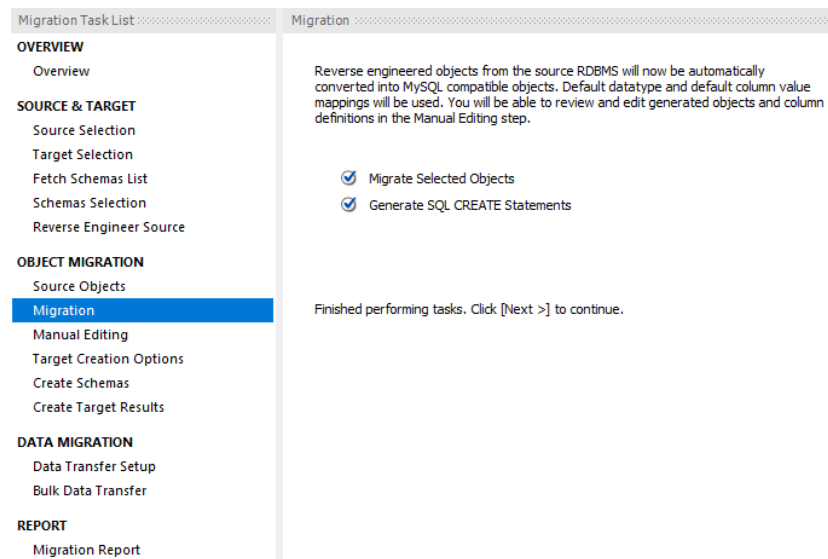 Migration Task List
OVERVIEW
Overview
SOURCE & TARGET
Source Selection
Target Selection
Fetch Schemas List
Schemas Selection
Reverse Engineer Source
OBJECT MIGRATION
Source Objects
Migration
Manual Editing
Target Creation Options
Create Schemas
Create Target Results
DATA MIGRATION
Data Transfer Setup
Bulk Data Transfer
REPORT
Migration Report
Migration
Reverse engineered objects from the source RDBMS will now be automatically
converted into MySQL compatible objects. Default datatype and default column value
mappings will be used. You will be able to review and edit generated objects and column
definitions in the Manual Editing step.
Migrate Selected Objects
Generate SQL CREATE Statements
Finished performing tasks. Click [Next >] to continue.